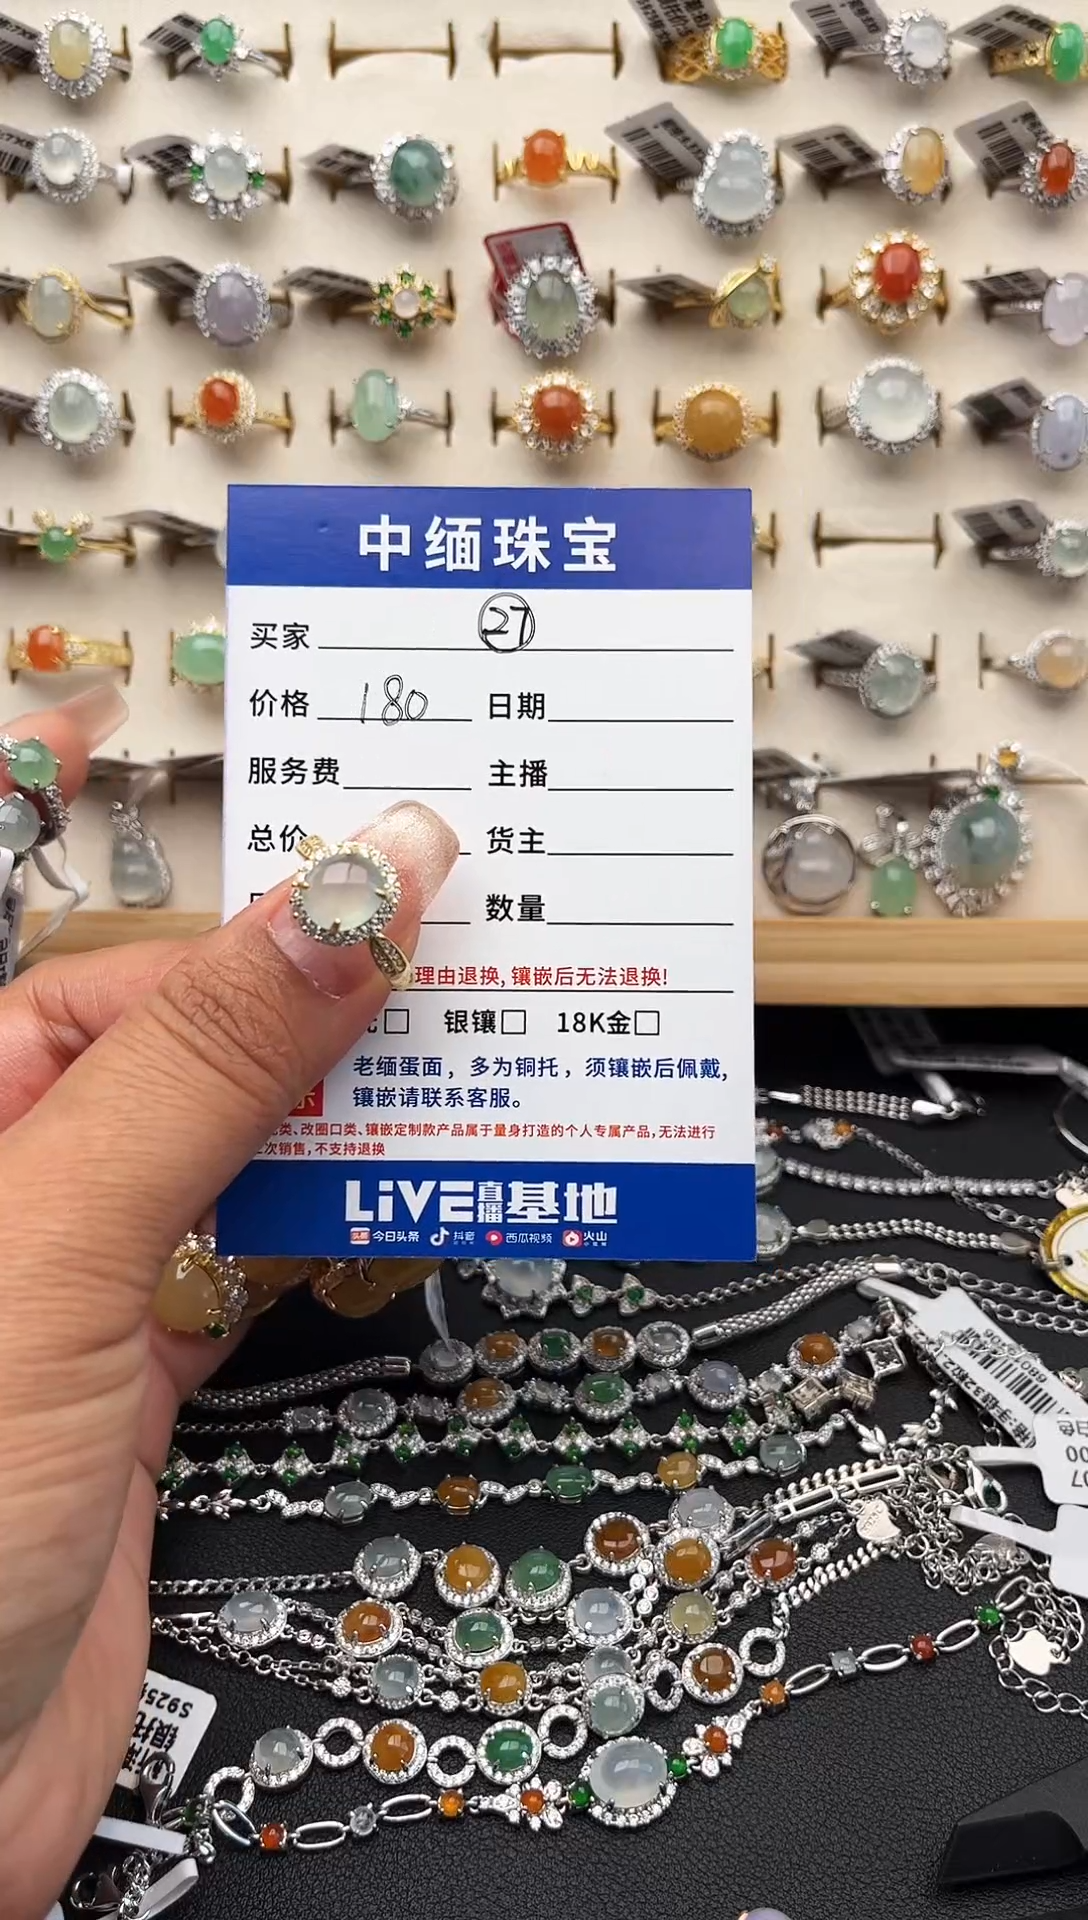 中缅珠宝
买家 27
价格 180 日期
服务费 主播
总价 货主
数量
理由退换,镶嵌后无法退换!
银镶□ 18K金□
老缅蛋面，多为铜托，须镶嵌后佩戴，
镶嵌请联系客服。
类、改圈口类、镶嵌定制款产品属于量身打造的个人专属产品,无法进行
次销售,不支持退换
LiVE直播基地
今日头条 抖音 西瓜视频 火山
S925